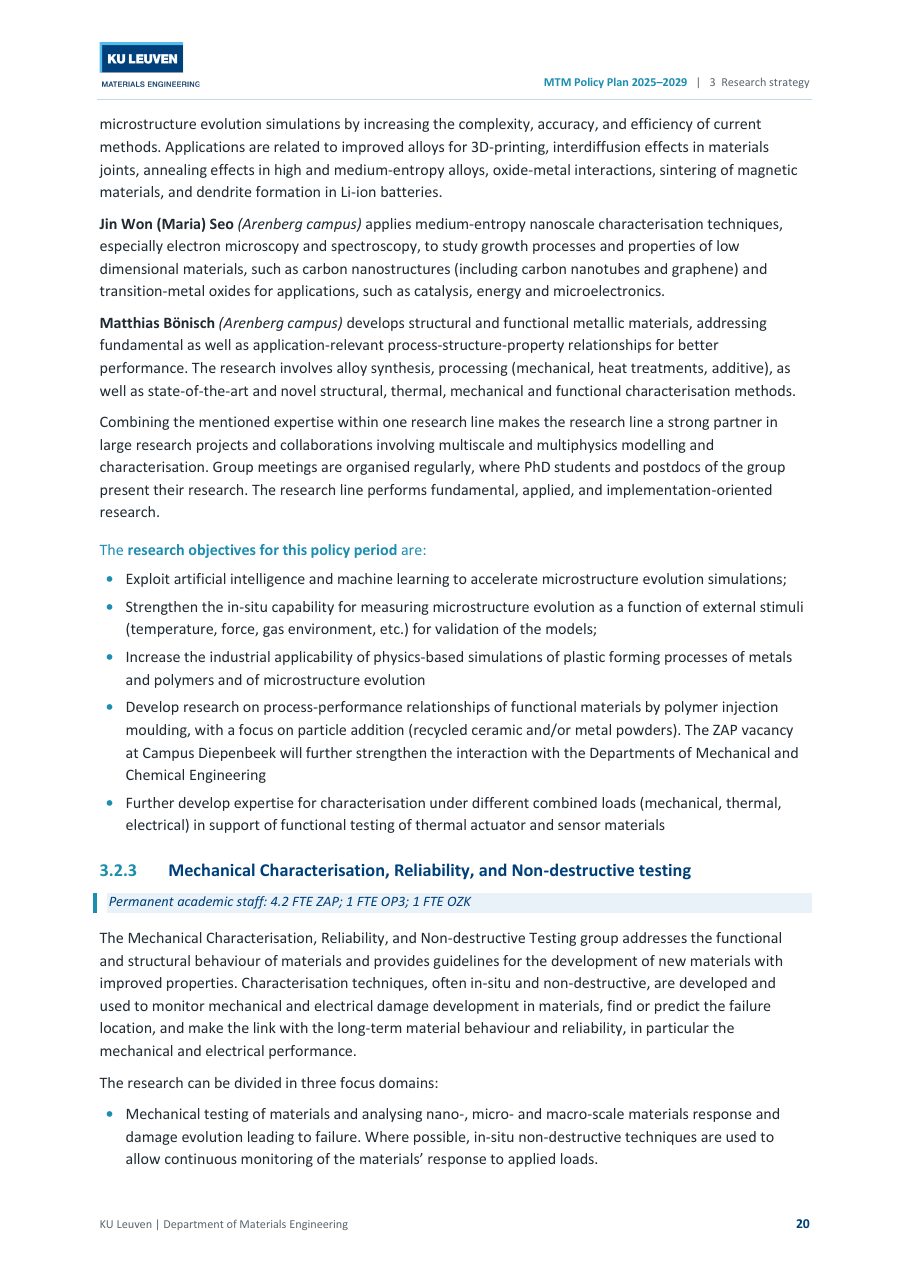 KU LEUVEN
MATERIALS ENGINEERING
MTM Policy Plan 2025–2029 | 3 Research strategy
microstructure evolution simulations by increasing the complexity, accuracy, and efficiency of current
methods. Applications are related to improved alloys for 3D-printing, interdiffusion effects in materials
joints, annealing effects in high and medium-entropy alloys, oxide-metal interactions, sintering of magnetic
materials, and dendrite formation in Li-ion batteries.
Jin Won (Maria) Seo (Arenberg campus) applies medium-entropy nanoscale characterisation techniques,
especially electron microscopy and spectroscopy, to study growth processes and properties of low
dimensional materials, such as carbon nanostructures (including carbon nanotubes and graphene) and
transition-metal oxides for applications, such as catalysis, energy and microelectronics.
Matthias Bönisch (Arenberg campus) develops structural and functional metallic materials, addressing
fundamental as well as application-relevant process-structure-property relationships for better
performance. The research involves alloy synthesis, processing (mechanical, heat treatments, additive), as
well as state-of-the-art and novel structural, thermal, mechanical and functional characterisation methods.
Combining the mentioned expertise within one research line makes the research line a strong partner in
large research projects and collaborations involving multiscale and multiphysics modelling and
characterisation. Group meetings are organised regularly, where PhD students and postdocs of the group
present their research. The research line performs fundamental, applied, and implementation-oriented
research.
The research objectives for this policy period are:
• Exploit artificial intelligence and machine learning to accelerate microstructure evolution simulations;
• Strengthen the in-situ capability for measuring microstructure evolution as a function of external stimuli
(temperature, force, gas environment, etc.) for validation of the models;
• Increase the industrial applicability of physics-based simulations of plastic forming processes of metals
and polymers and of microstructure evolution
• Develop research on process-performance relationships of functional materials by polymer injection
moulding, with a focus on particle addition (recycled ceramic and/or metal powders). The ZAP vacancy
at Campus Diepenbeek will further strengthen the interaction with the Departments of Mechanical and
Chemical Engineering
• Further develop expertise for characterisation under different combined loads (mechanical, thermal,
electrical) in support of functional testing of thermal actuator and sensor materials
3.2.3 Mechanical Characterisation, Reliability, and Non-destructive testing
Permanent academic staff: 4.2 FTE ZAP; 1 FTE OP3; 1 FTE OZK
The Mechanical Characterisation, Reliability, and Non-destructive Testing group addresses the functional
and structural behaviour of materials and provides guidelines for the development of new materials with
improved properties. Characterisation techniques, often in-situ and non-destructive, are developed and
used to monitor mechanical and electrical damage development in materials, find or predict the failure
location, and make the link with the long-term material behaviour and reliability, in particular the
mechanical and electrical performance.
The research can be divided in three focus domains:
• Mechanical testing of materials and analysing nano-, micro- and macro-scale materials response and
damage evolution leading to failure. Where possible, in-situ non-destructive techniques are used to
allow continuous monitoring of the materials’ response to applied loads.
KU Leuven | Department of Materials Engineering
20